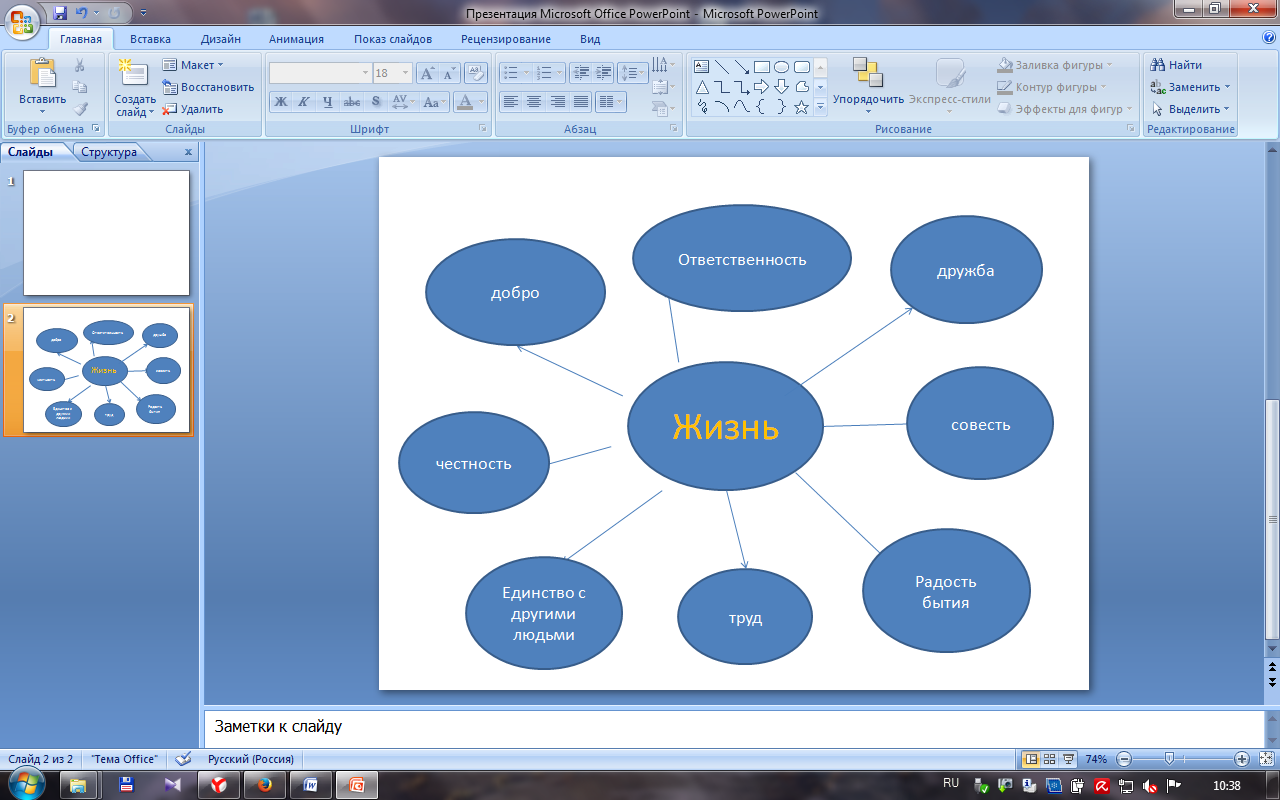 Презентация Microsoft Office PowerPoint - Microsoft PowerPoint
Главная Вставка Дизайн Анимация Показ слайдов Рецензирование Вид
Вставить
Буфер обмена
Создать слайд
Макет
Восстановить
Удалить
Слайды
18
Ж К Ч abc S AV Aa A
Шрифт
Абзац
Упорядочить
Экспресс-стили
Заливка фигуры
Контур фигуры
Эффекты для фигур
Рисование
Найти
Заменить
Выделить
Редактирование
Слайды Структура x
1
2
Ответственность
добро
дружба
Жизнь
совесть
честность
Единство с
другими
людьми
труд
Радость
бытия
Заметки к слайду
Слайд 2 из 2 "Тема Office" Русский (Россия) 74%
RU 10:38